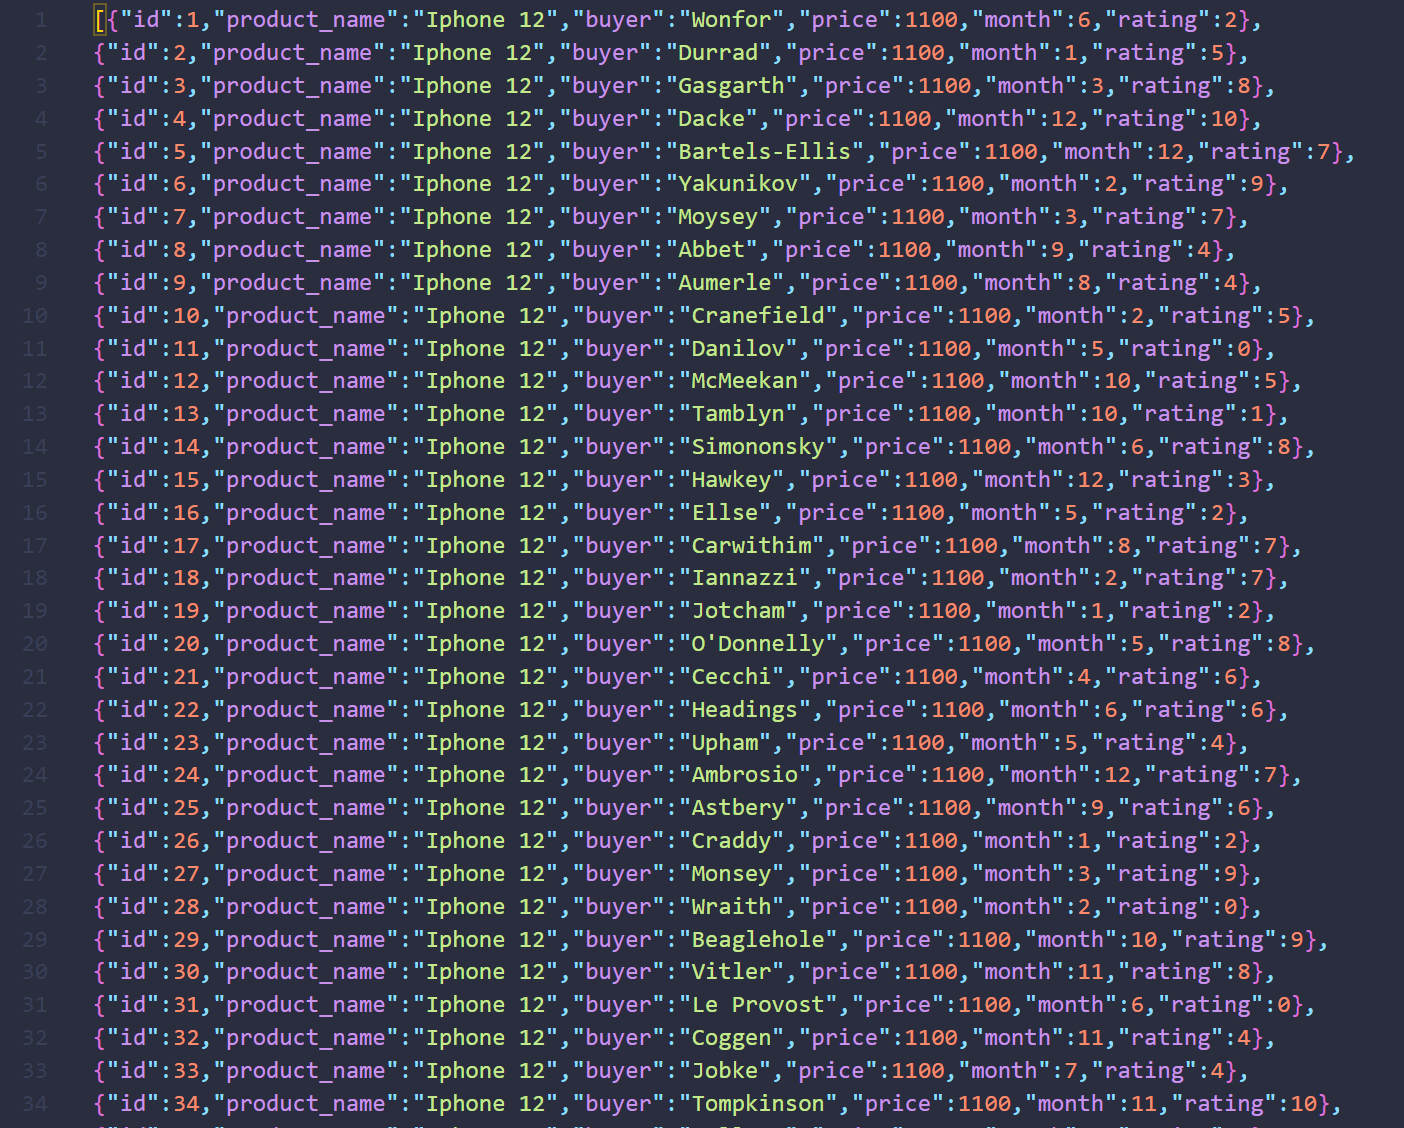 1 [{"id":1,"product_name":"Iphone 12","buyer":"Wonfor","price":1100,"month":6,"rating":2},
2 {"id":2,"product_name":"Iphone 12","buyer":"Durrad","price":1100,"month":1,"rating":5},
3 {"id":3,"product_name":"Iphone 12","buyer":"Gasgarth","price":1100,"month":3,"rating":8},
4 {"id":4,"product_name":"Iphone 12","buyer":"Dacke","price":1100,"month":12,"rating":10},
5 {"id":5,"product_name":"Iphone 12","buyer":"Bartels-Ellis","price":1100,"month":12,"rating":7},
6 {"id":6,"product_name":"Iphone 12","buyer":"Yakunikov","price":1100,"month":2,"rating":9},
7 {"id":7,"product_name":"Iphone 12","buyer":"Moysey","price":1100,"month":3,"rating":7},
8 {"id":8,"product_name":"Iphone 12","buyer":"Abbet","price":1100,"month":9,"rating":4},
9 {"id":9,"product_name":"Iphone 12","buyer":"Aumerle","price":1100,"month":8,"rating":4},
10 {"id":10,"product_name":"Iphone 12","buyer":"Cranefield","price":1100,"month":2,"rating":5},
11 {"id":11,"product_name":"Iphone 12","buyer":"Danilov","price":1100,"month":5,"rating":0},
12 {"id":12,"product_name":"Iphone 12","buyer":"McMeekan","price":1100,"month":10,"rating":5},
13 {"id":13,"product_name":"Iphone 12","buyer":"Tamblyn","price":1100,"month":10,"rating":1},
14 {"id":14,"product_name":"Iphone 12","buyer":"Simononsky","price":1100,"month":6,"rating":8},
15 {"id":15,"product_name":"Iphone 12","buyer":"Hawkey","price":1100,"month":12,"rating":3},
16 {"id":16,"product_name":"Iphone 12","buyer":"Ellse","price":1100,"month":5,"rating":2},
17 {"id":17,"product_name":"Iphone 12","buyer":"Carwithim","price":1100,"month":8,"rating":7},
18 {"id":18,"product_name":"Iphone 12","buyer":"Iannazzi","price":1100,"month":2,"rating":7},
19 {"id":19,"product_name":"Iphone 12","buyer":"Jotcham","price":1100,"month":1,"rating":2},
20 {"id":20,"product_name":"Iphone 12","buyer":"O'Donnelly","price":1100,"month":5,"rating":8},
21 {"id":21,"product_name":"Iphone 12","buyer":"Cecchi","price":1100,"month":4,"rating":6},
22 {"id":22,"product_name":"Iphone 12","buyer":"Headings","price":1100,"month":6,"rating":6},
23 {"id":23,"product_name":"Iphone 12","buyer":"Upham","price":1100,"month":5,"rating":4},
24 {"id":24,"product_name":"Iphone 12","buyer":"Ambrosio","price":1100,"month":12,"rating":7},
25 {"id":25,"product_name":"Iphone 12","buyer":"Astbery","price":1100,"month":9,"rating":6},
26 {"id":26,"product_name":"Iphone 12","buyer":"Craddy","price":1100,"month":1,"rating":2},
27 {"id":27,"product_name":"Iphone 12","buyer":"Monsey","price":1100,"month":3,"rating":9},
28 {"id":28,"product_name":"Iphone 12","buyer":"Wraith","price":1100,"month":2,"rating":0},
29 {"id":29,"product_name":"Iphone 12","buyer":"Beaglehole","price":1100,"month":10,"rating":9},
30 {"id":30,"product_name":"Iphone 12","buyer":"Vitler","price":1100,"month":11,"rating":8},
31 {"id":31,"product_name":"Iphone 12","buyer":"Le Provost","price":1100,"month":6,"rating":0},
32 {"id":32,"product_name":"Iphone 12","buyer":"Coggen","price":1100,"month":11,"rating":4},
33 {"id":33,"product_name":"Iphone 12","buyer":"Jobke","price":1100,"month":7,"rating":4},
34 {"id":34,"product_name":"Iphone 12","buyer":"Tompkinson","price":1100,"month":11,"rating":10},